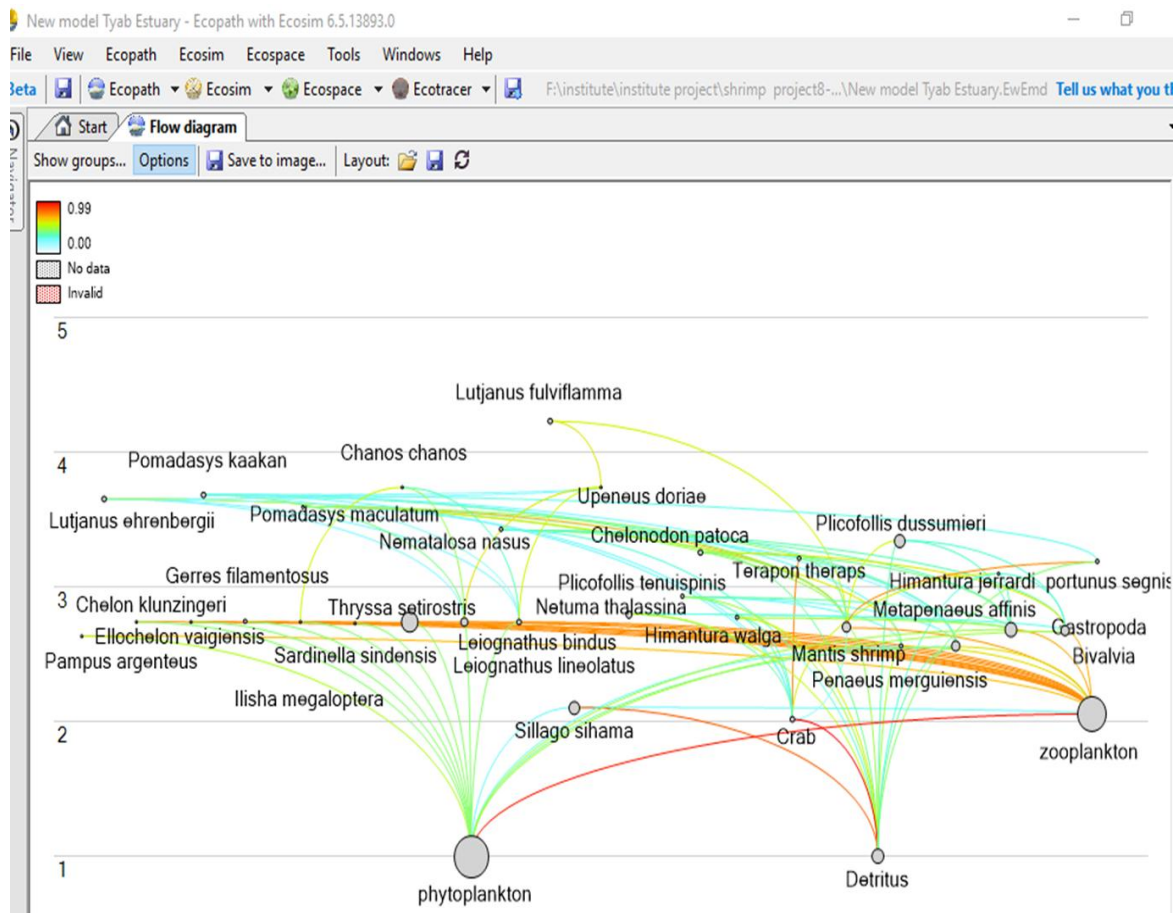 New model Tyab Estuary - Ecopath with Ecosim 6.5.13893.0
File View Ecopath Ecosim Ecospace Tools Windows Help
Beta Ecopath Ecosim Ecospace Ecotracer F:\institute\institute project\shrimp project8-...\New model Tyab Estuary.EwEmd Tell us what you th
Start Flow diagram
Navigator
Show groups... Options Save to image... Layout:
0.99
0.00
No data
Invalid
5
Lutjanus fulviflamma
4
Chanos chanos
Pomadasys kaakan
Upeneus doriae
Lutjanus ehrenbergii
Pomadasys maculatum
Plicofollis dussumieri
Nematalosa nasus
Chelonodon patoca
Terapon theraps
Gerres filamentosus
Plicofollis tenuispinis
Himantura jerrardi
portunus segnis
3
Chelon klunzingeri
Thryssa setirostris
Netuma thalassina
Metapenaeus affinis
Ellochelon vaigiensis
Leiognathus bindus
Himantura walga
Gastropoda
Pampus argenteus
Sardinella sindensis
Leiognathus lineolatus
Mantis shrimp
Bivalvia
Penaeus merguiensis
Ilisha megaloptera
2
Sillago sihama
Crab
zooplankton
1
phytoplankton
Detritus